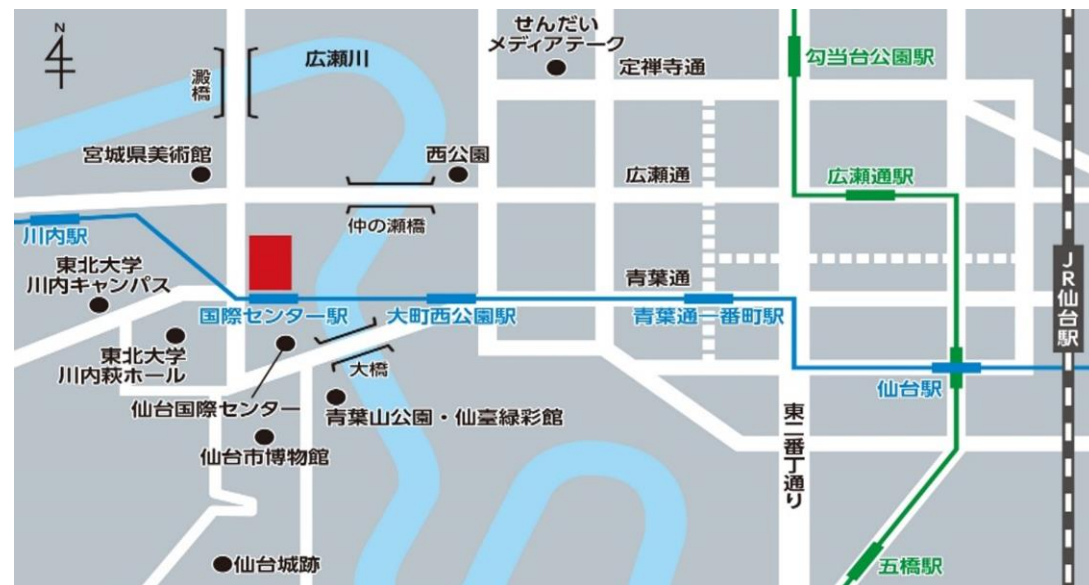 N
せんだい
メディアテーク
広瀬川
澱橋
定禅寺通
勾当台公園駅
宮城県美術館
西公園
広瀬通
広瀬通駅
川内駅
仲の瀬橋
東北大学
川内キャンパス
青葉通
JR仙台駅
国際センター駅
大町西公園駅
青葉通一番町駅
東北大学
川内萩ホール
大橋
仙台駅
仙台国際センター
青葉山公園・仙臺緑彩館
東二番丁通り
仙台市博物館
仙台城跡
五橋駅